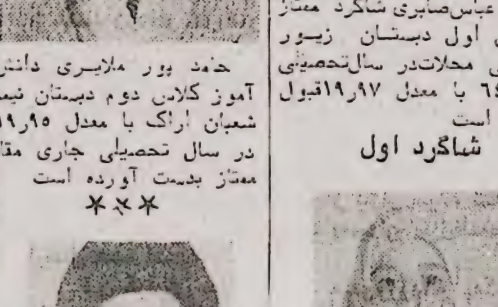 عباس صابری شاگرد ممتاز
اول دبستان زیور
محلات در سال تحصیلی
با معدل ۱۹٫۹۷ قبول
است
شاگرد اول
حامد پور ملایری دانش
آموز کلاس دوم دبستان نیمه
شعبان اراک با معدل ۱۹٫۹۵
در سال تحصیلی جاری مقام
ممتاز بدست آورده است
***